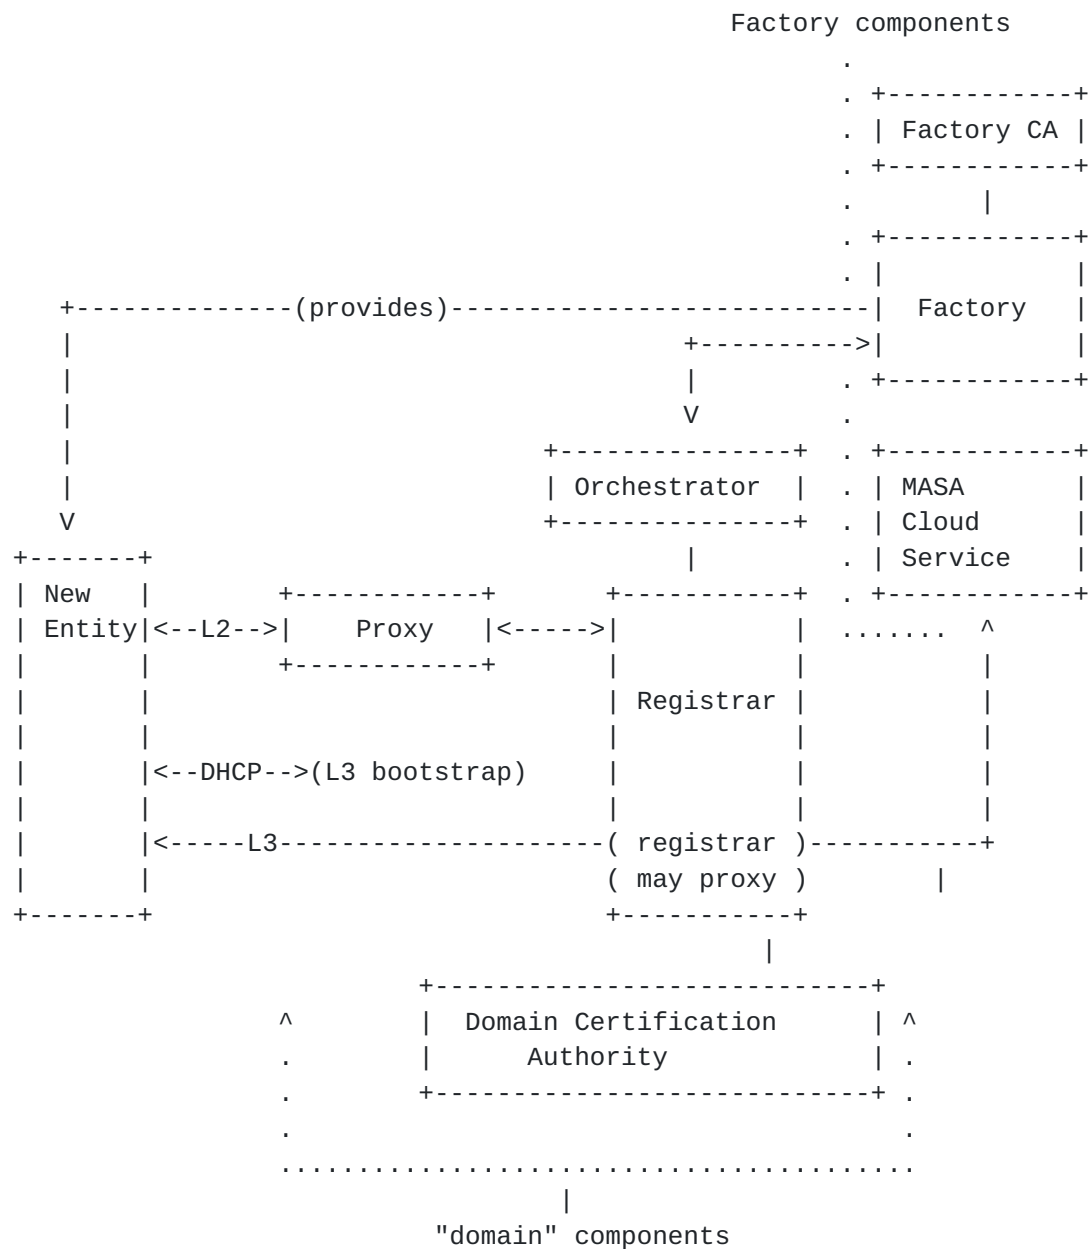 Factory components
.
. +------------+
. | Factory CA |
. +------------+
. |
. +------------+
. | |
+--------------(provides)---------------------------| Factory |
| +---------->| |
| | . +------------+
| V .
| +---------------+ . +------------+
| | Orchestrator | . | MASA |
V +---------------+ . | Cloud |
+-------+ | . | Service |
| New | +------------+ +-----------+ . +------------+
| Entity|<--L2-->| Proxy |<----->| | ....... ^
| | +------------+ | | |
| | | Registrar | |
| | | | |
| |<--DHCP-->(L3 bootstrap) | | |
| | | | |
| |<-----L3---------------------( registrar )-----------+
| | ( may proxy ) |
+-------+ +-----------+
|
+----------------------------+
^ | Domain Certification | ^
. | Authority | .
. +----------------------------+ .
. .
.........................................
|
"domain" components